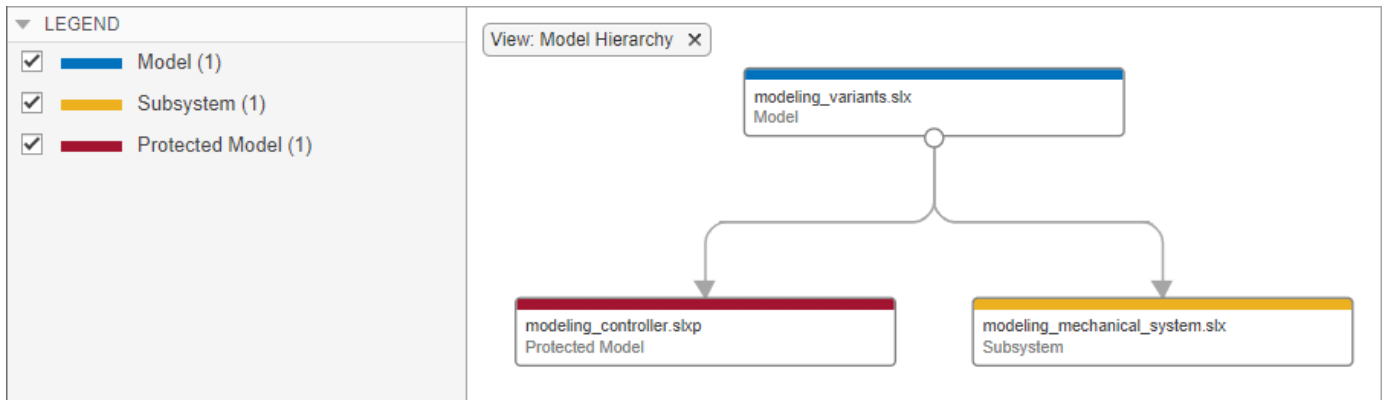 LEGEND
Model (1)
Subsystem (1)
Protected Model (1)
View: Model Hierarchy
modeling_variants.slx
Model
modeling_controller.slxp
Protected Model
modeling_mechanical_system.slx
Subsystem